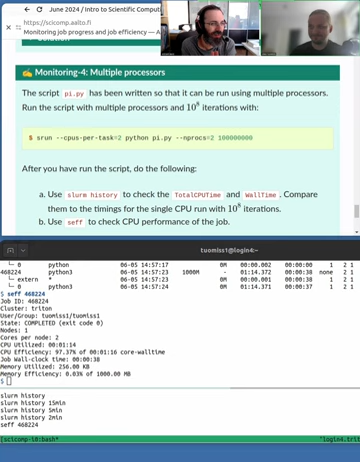 June 2024 / Intro to Scientific Comput
https://scicomp.aalto.fi
Monitoring job progress and job efficiency — A
Solution
Monitoring-4: Multiple processors
The script pi.py has been written so that it can be run using multiple processors.
Run the script with multiple processors and 10^8 iterations with:
$ srun --cpus-per-task=2 python pi.py --nprocs=2 100000000
After you have run the script, do the following:
a. Use slurm history to check the TotalCPUTime and WallTime . Compare
them to the timings for the single CPU run with 10^8 iterations.
b. Use seff to check CPU performance of the job.
tuomiss1@login4:~
└─ 0 python 06-05 14:57:17 0M 00:00.002 00:00:00 1 2 1
468224 python3 06-05 14:57:23 1000M - 01:14.372 00:00:38 none 2 1
└─ extern * 06-05 14:57:23 0M 00:00.001 00:00:38 1 2 1
└─ 0 python3 06-05 14:57:24 0M 01:14.371 00:00:37 1 2 1
$ seff 468224
Job ID: 468224
Cluster: triton
User/Group: tuomiss1/tuomiss1
State: COMPLETED (exit code 0)
Nodes: 1
Cores per node: 2
CPU Utilized: 00:01:14
CPU Efficiency: 97.37% of 00:01:16 core-walltime
Job Wall-clock time: 00:00:38
Memory Utilized: 256.00 KB
Memory Efficiency: 0.03% of 1000.00 MB
$
slurm history
slurm history 15min
slurm history 5min
slurm history 2min
seff 468224
[scicomp-i0:bash* "login4.trit